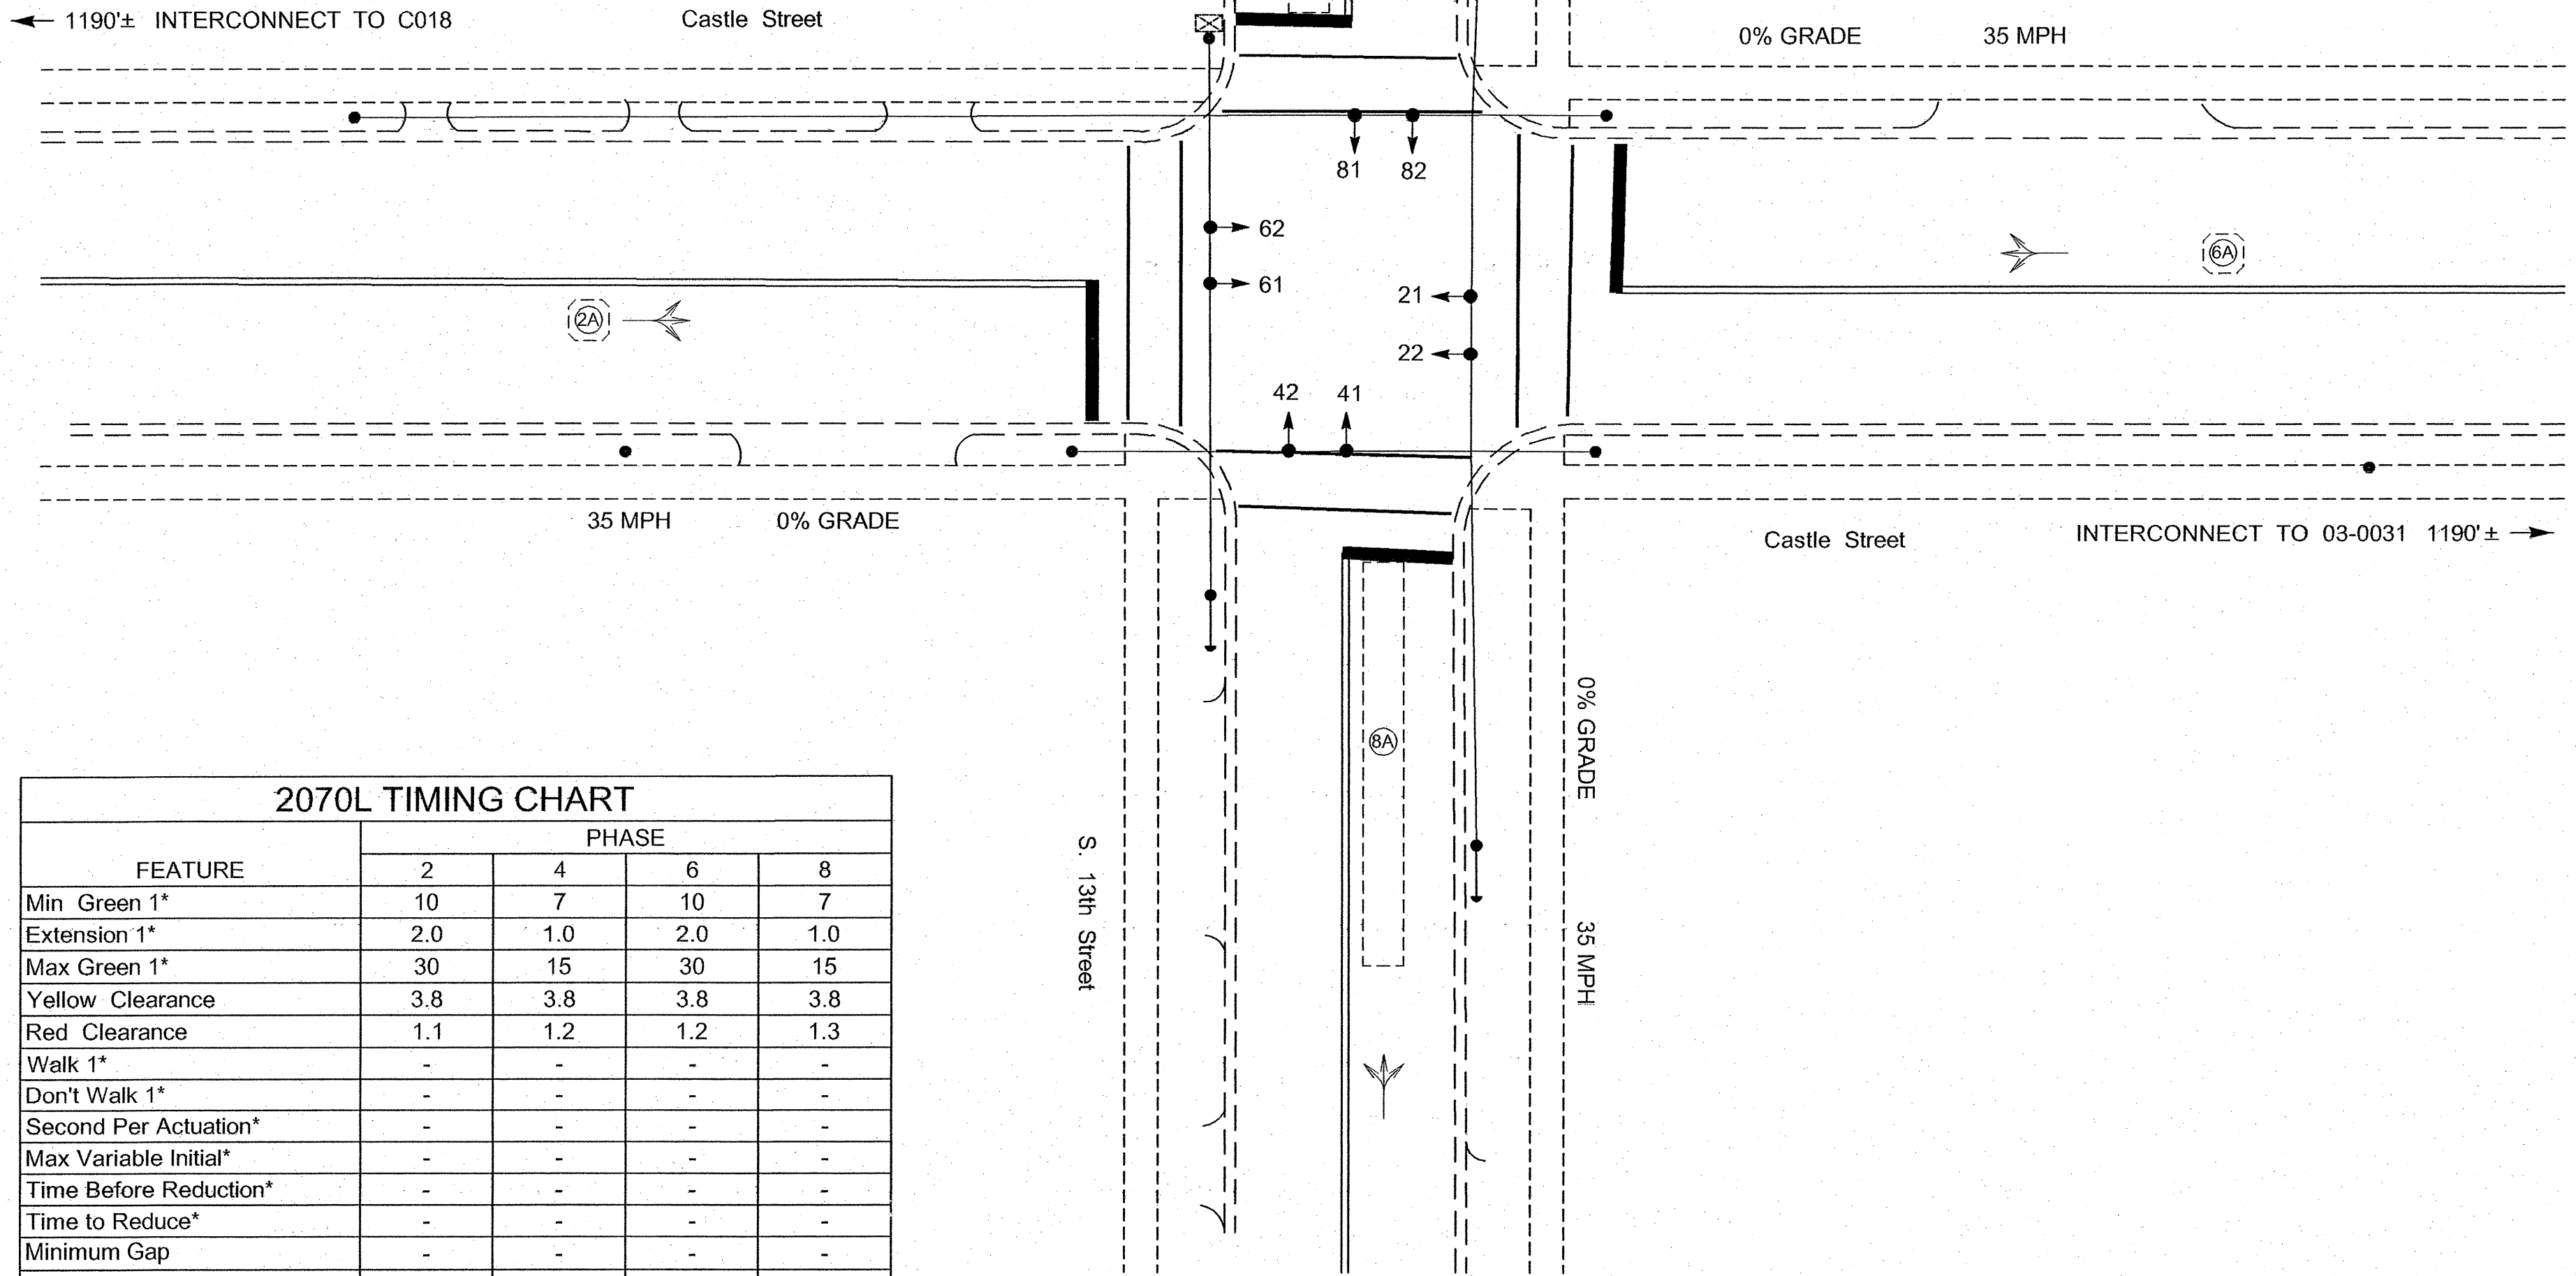 1190'± INTERCONNECT TO C018
Castle Street
0% GRADE 35 MPH
81 82
62
61
6A
2A
21
22
42 41
35 MPH 0% GRADE
Castle Street
INTERCONNECT TO 03-0031 1190'±
8A
0% GRADE 35 MPH
S. 13th Street
2070L TIMING CHART
PHASE
FEATURE 2 4 6 8
Min Green 1* 10 7 10 7
Extension 1* 2.0 1.0 2.0 1.0
Max Green 1* 30 15 30 15
Yellow Clearance 3.8 3.8 3.8 3.8
Red Clearance 1.1 1.2 1.2 1.3
Walk 1* - - - -
Don't Walk 1* - - - -
Second Per Actuation* - - - -
Max Variable Initial* - - - -
Time Before Reduction* - - - -
Time to Reduce* - - - -
Minimum Gap - - - -